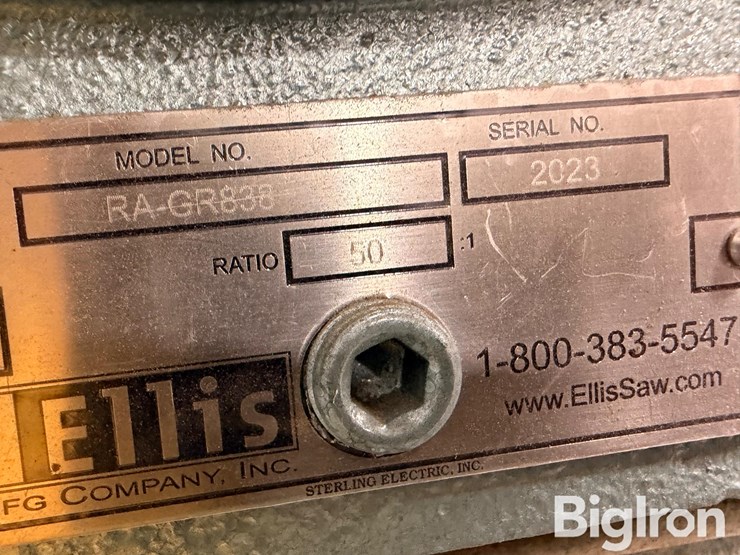 MODEL NO.
SERIAL NO.
RA-GR838
2023
RATIO 50 :1
1-800-383-5547
www.EllisSaw.com
Ellis
FG COMPANY, INC.
STERLING ELECTRIC, INC.
BigIron